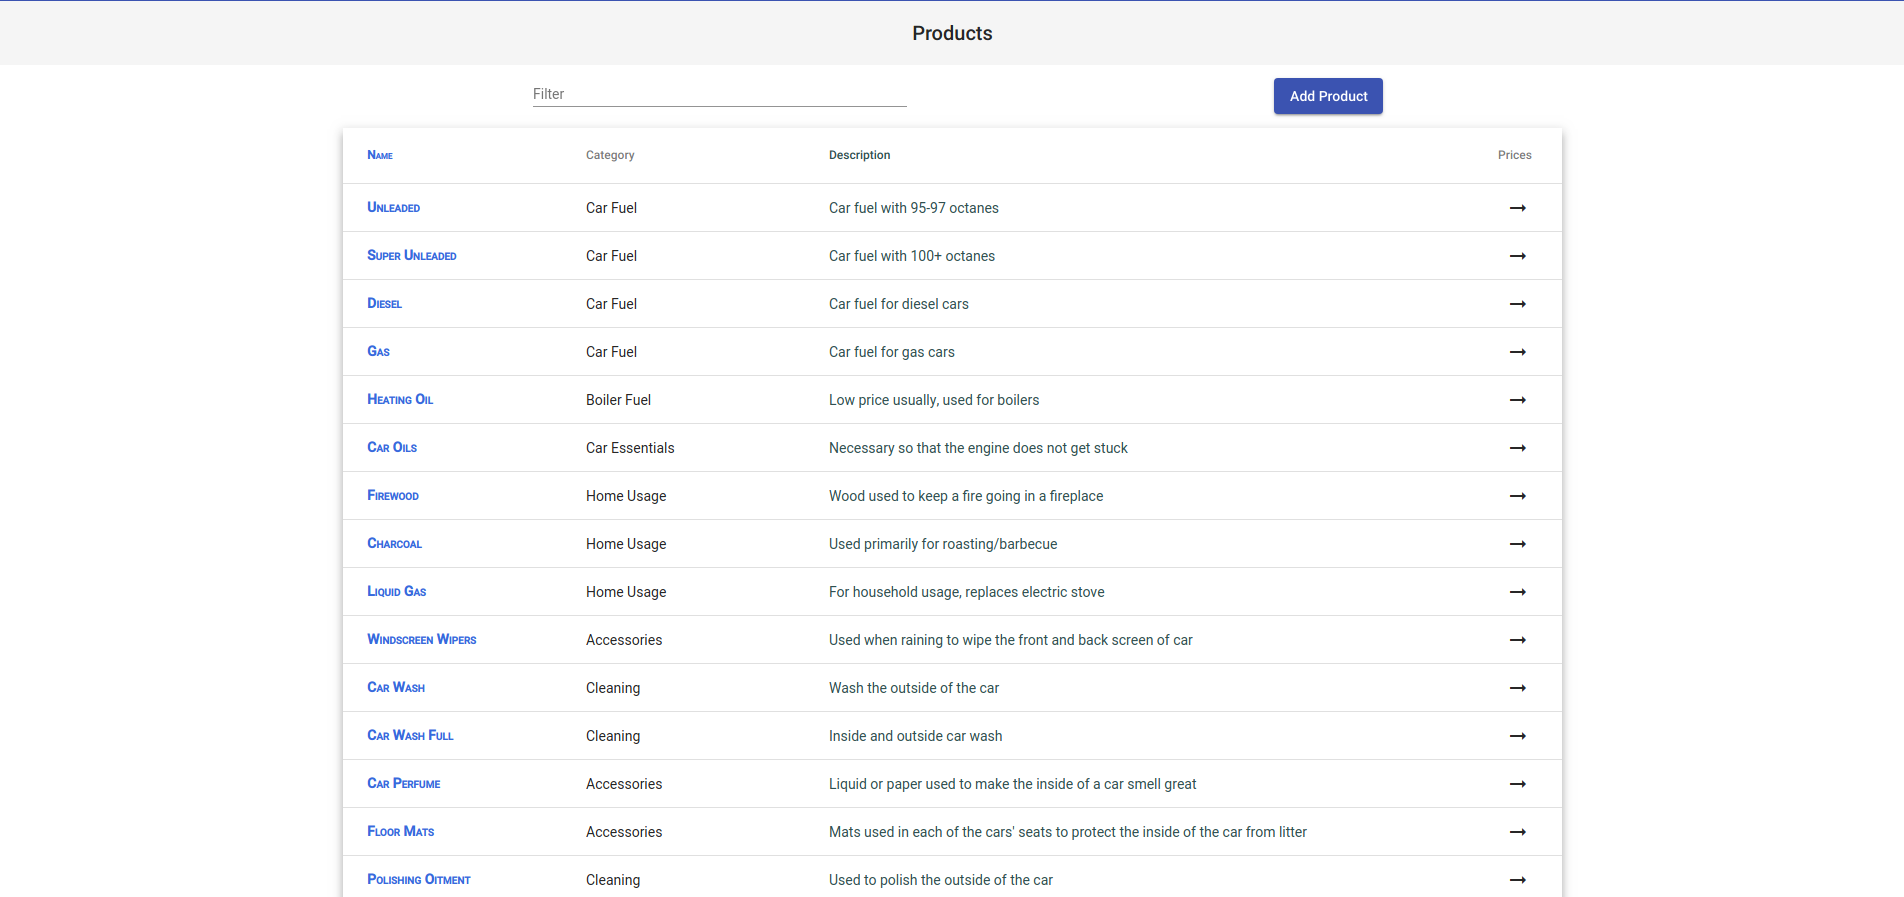 Products
Filter
Add Product
Name Category Description Prices
Unleaded Car Fuel Car fuel with 95-97 octanes
Super Unleaded Car Fuel Car fuel with 100+ octanes
Diesel Car Fuel Car fuel for diesel cars
Gas Car Fuel Car fuel for gas cars
Heating Oil Boiler Fuel Low price usually, used for boilers
Car Oils Car Essentials Necessary so that the engine does not get stuck
Firewood Home Usage Wood used to keep a fire going in a fireplace
Charcoal Home Usage Used primarily for roasting/barbecue
Liquid Gas Home Usage For household usage, replaces electric stove
Windscreen Wipers Accessories Used when raining to wipe the front and back screen of car
Car Wash Cleaning Wash the outside of the car
Car Wash Full Cleaning Inside and outside car wash
Car Perfume Accessories Liquid or paper used to make the inside of a car smell great
Floor Mats Accessories Mats used in each of the cars' seats to protect the inside of the car from litter
Polishing Oitment Cleaning Used to polish the outside of the car